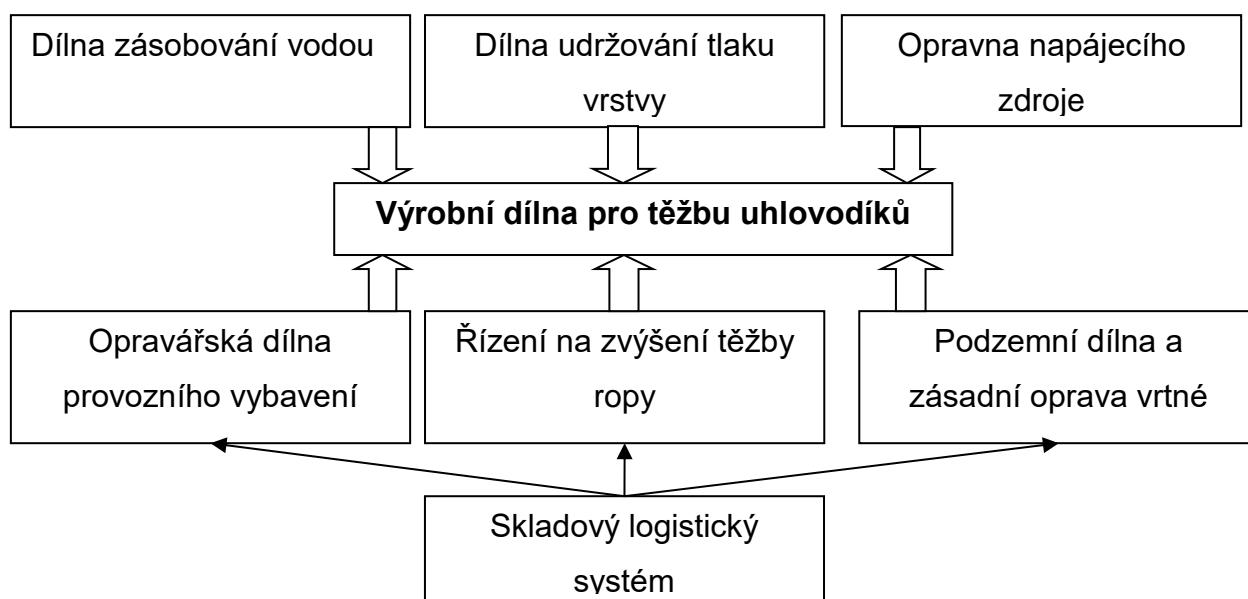 Dílna zásobování vodou
Dílna udržování tlaku
vrstvy
Opravna napájecího
zdroje
Výrobní dílna pro těžbu uhlovodíků
Opravářská dílna
provozního vybavení
Řízení na zvýšení těžby
ropy
Podzemní dílna a
zásadní oprava vrtné
Skladový logistický
systém